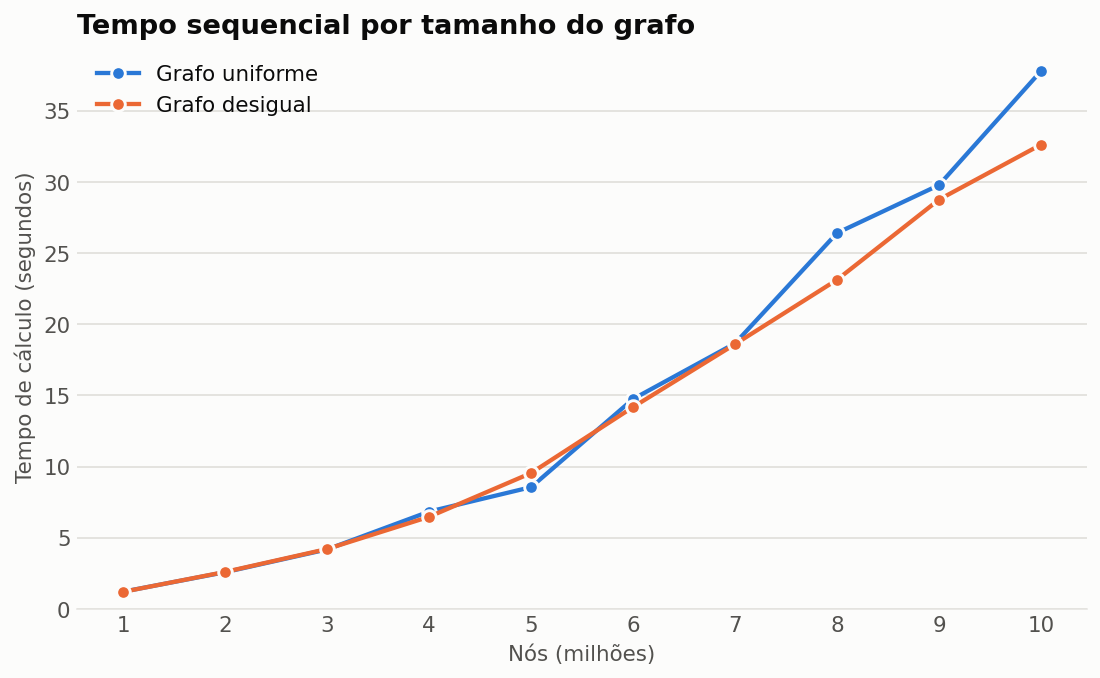 Tempo sequencial por tamanho do grafo
Grafo uniforme
Grafo desigual
Tempo de cálculo (segundos)
35
30
25
20
15
10
5
0
1 2 3 4 5 6 7 8 9 10
Nós (milhões)